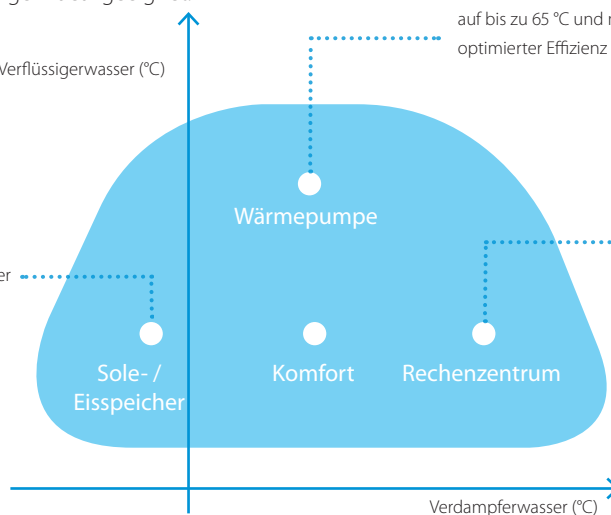 auf bis zu 65 °C und
optimierter Effizienz
Verflüssigerwasser (°C)
Wärmepumpe
Sole- /
Eisspeicher
Komfort
Rechenzentrum
Verdampferwasser (°C)